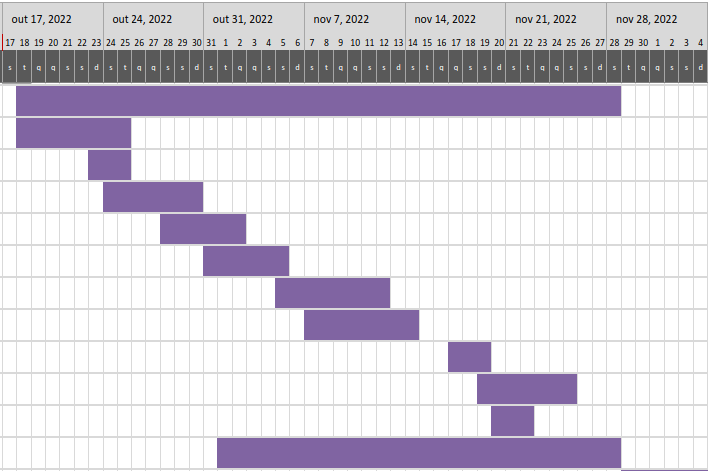 out 17, 2022 out 24, 2022 out 31, 2022 nov 7, 2022 nov 14, 2022 nov 21, 2022 nov 28, 2022
17 18 19 20 21 22 23 24 25 26 27 28 29 30 31 1 2 3 4 5 6 7 8 9 10 11 12 13 14 15 16 17 18 19 20 21 22 23 24 25 26 27 28 29 30 1 2 3 4
s t q q s s d s t q q s s d s t q q s s d s t q q s s d s t q q s s d s t q q s s d s t q q s s d